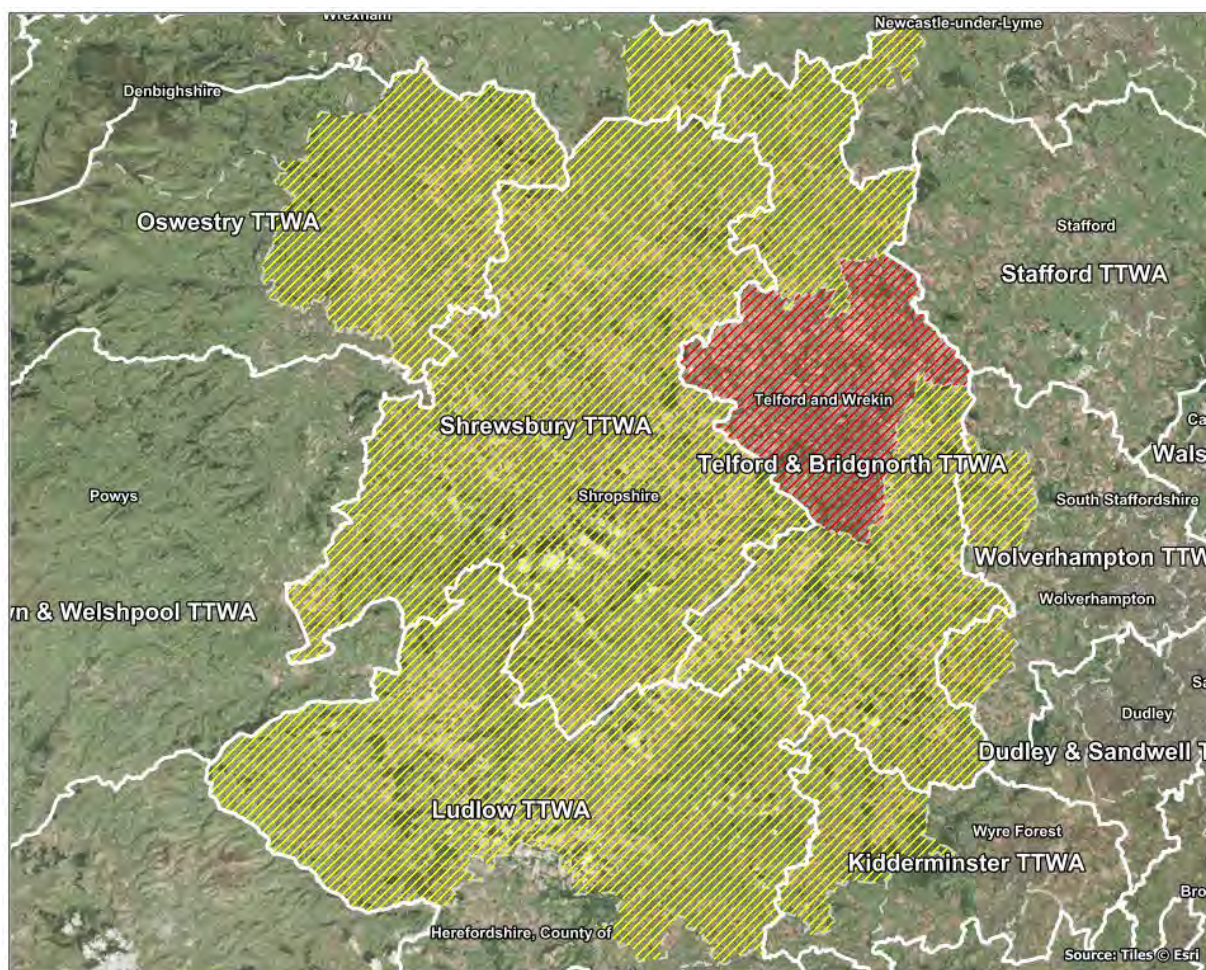 Wrexham
Newcastle-under-Lyme
Denbighshire
Oswestry TTWA
Stafford
Stafford TTWA
Telford and Wrekin
Shrewsbury TTWA
Telford & Bridgnorth TTWA
Wals
Powys
Shropshire
South Staffordshire
Wolverhampton TTW
Wolverhampton
n & Welshpool TTWA
Dudley
Dudley & Sandwell T
Ludlow TTWA
Wyre Forest
Kidderminster TTWA
Bro
Herefordshire, County of
Source: Tiles © Esri